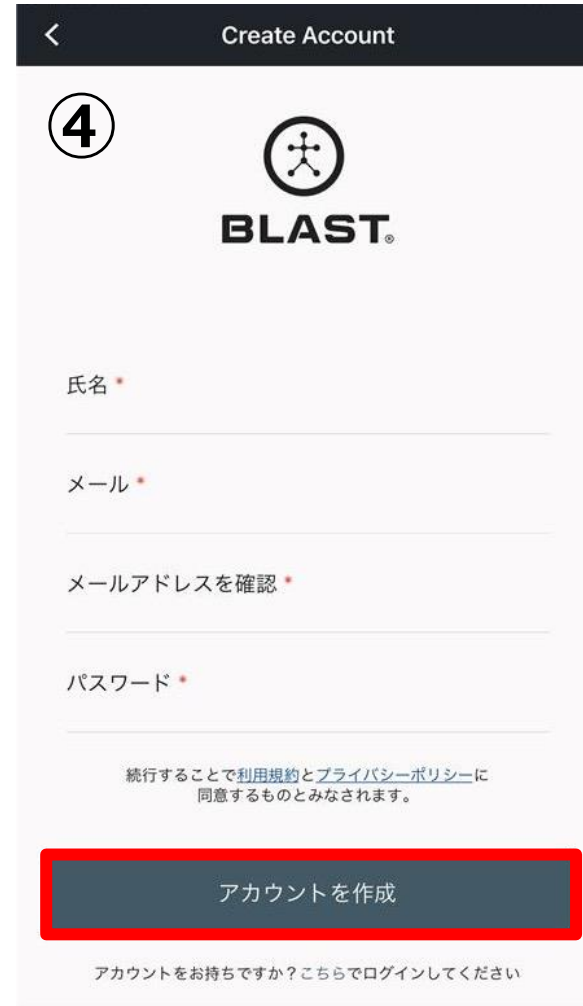 Create Account
④
BLAST®
氏名 *
メール *
メールアドレスを確認 *
パスワード *
続行することで利用規約とプライバシーポリシーに
同意するものとみなされます。
アカウントを作成
アカウントをお持ちですか？こちらでログインしてください